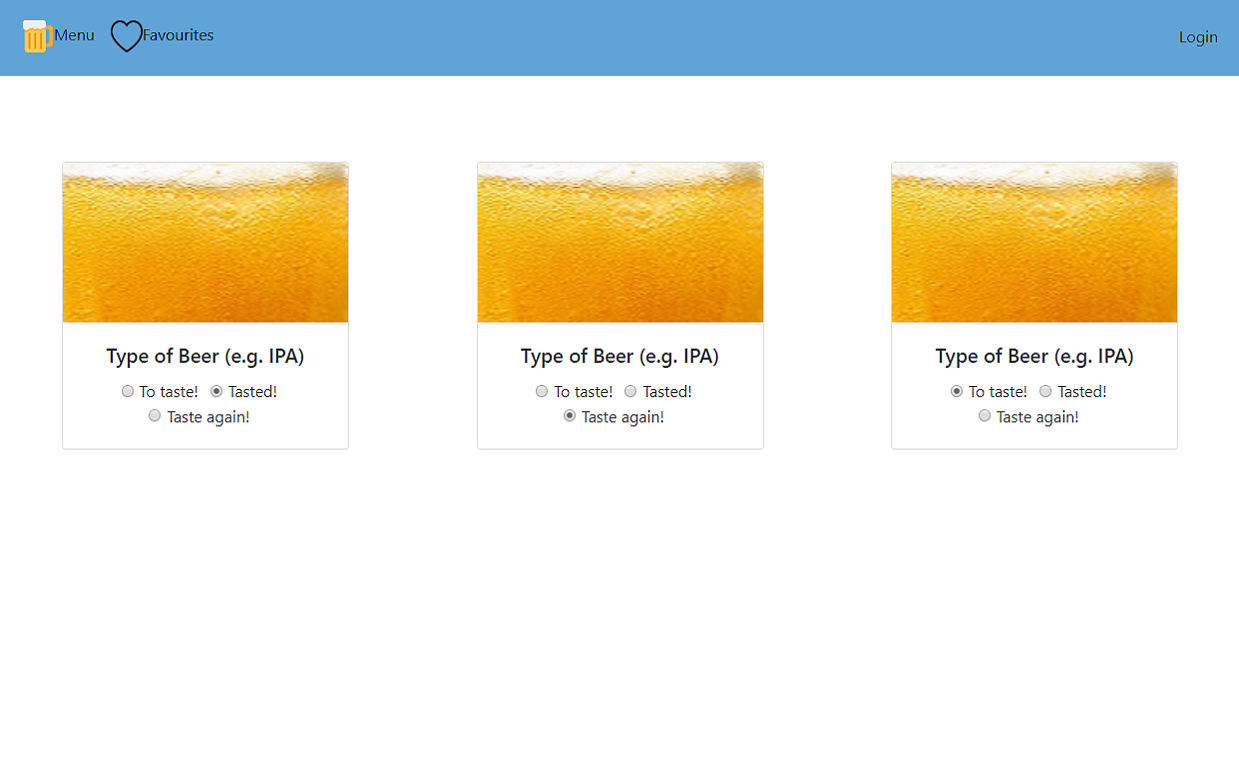 Menu Favourites Login
Type of Beer (e.g. IPA)
To taste! Tasted!
Taste again!
Type of Beer (e.g. IPA)
To taste! Tasted!
Taste again!
Type of Beer (e.g. IPA)
To taste! Tasted!
Taste again!